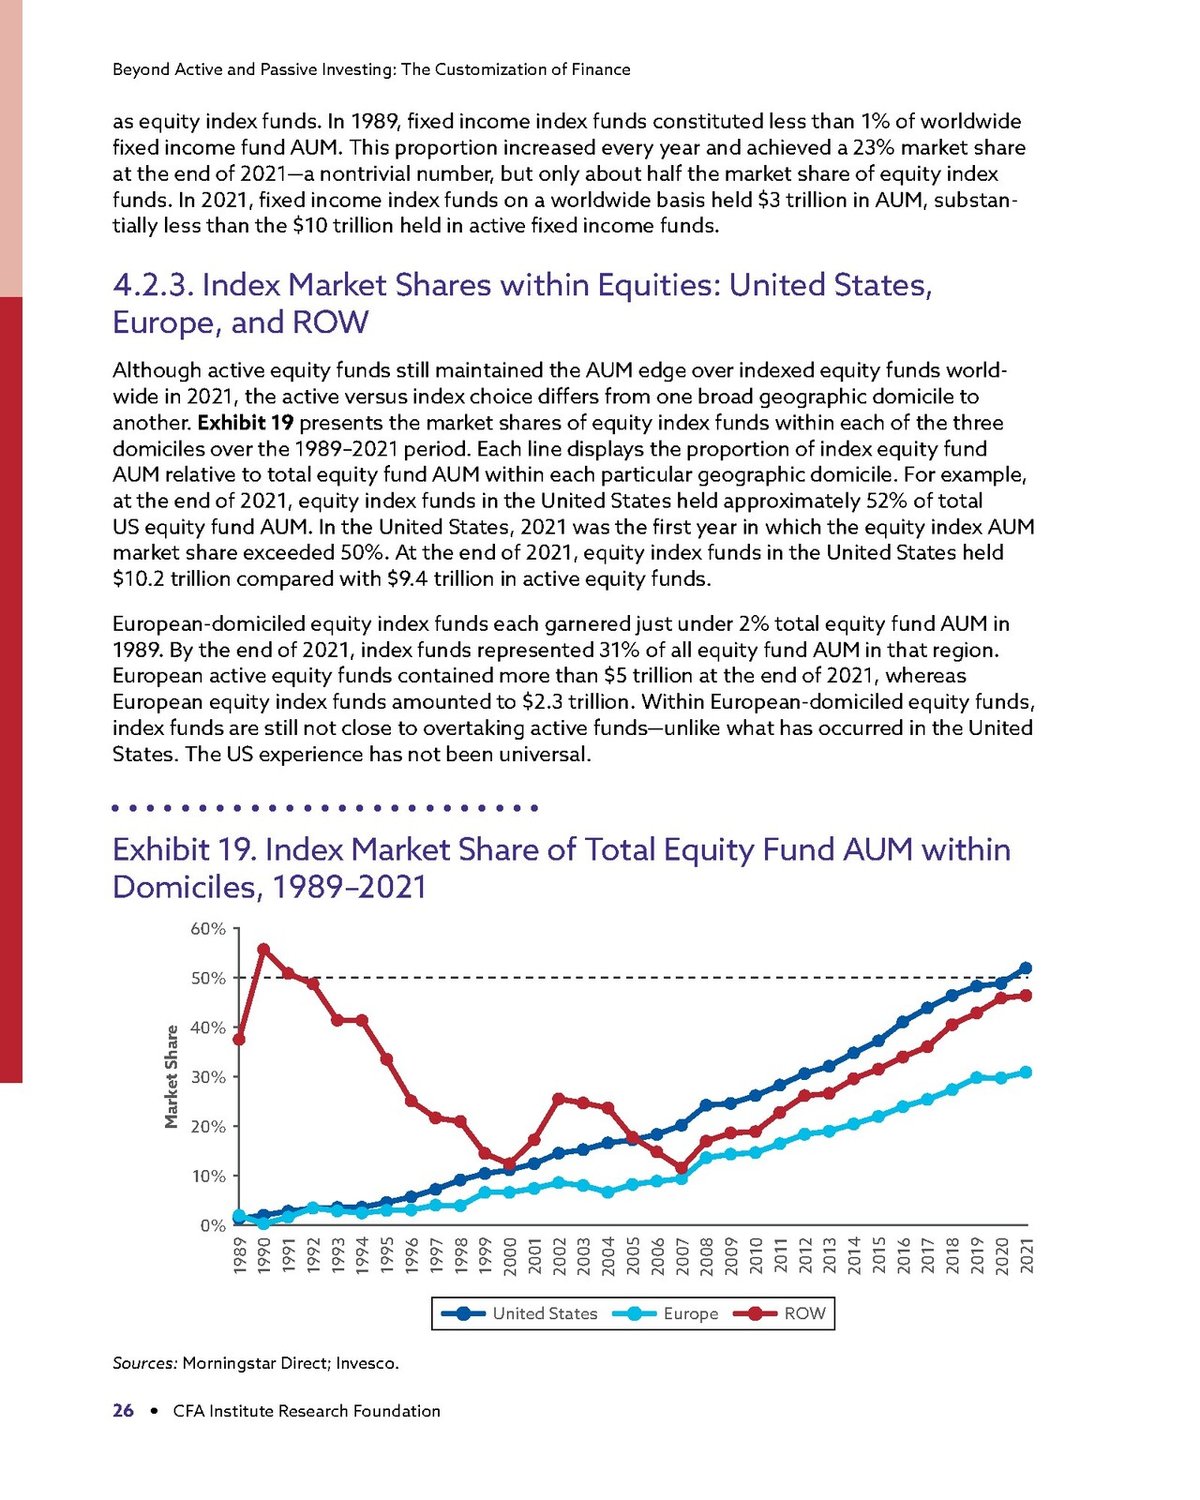 Beyond Active and Passive Investing: The Customization of Finance
as equity index funds. In 1989, fixed income index funds constituted less than 1% of worldwide
fixed income fund AUM. This proportion increased every year and achieved a 23% market share
at the end of 2021—a nontrivial number, but only about half the market share of equity index
funds. In 2021, fixed income index funds on a worldwide basis held $3 trillion in AUM, substan-
tially less than the $10 trillion held in active fixed income funds.
4.2.3. Index Market Shares within Equities: United States,
Europe, and ROW
Although active equity funds still maintained the AUM edge over indexed equity funds world-
wide in 2021, the active versus index choice differs from one broad geographic domicile to
another. Exhibit 19 presents the market shares of equity index funds within each of the three
domiciles over the 1989–2021 period. Each line displays the proportion of index equity fund
AUM relative to total equity fund AUM within each particular geographic domicile. For example,
at the end of 2021, equity index funds in the United States held approximately 52% of total
US equity fund AUM. In the United States, 2021 was the first year in which the equity index AUM
market share exceeded 50%. At the end of 2021, equity index funds in the United States held
$10.2 trillion compared with $9.4 trillion in active equity funds.
European-domiciled equity index funds each garnered just under 2% total equity fund AUM in
1989. By the end of 2021, index funds represented 31% of all equity fund AUM in that region.
European active equity funds contained more than $5 trillion at the end of 2021, whereas
European equity index funds amounted to $2.3 trillion. Within European-domiciled equity funds,
index funds are still not close to overtaking active funds—unlike what has occurred in the United
States. The US experience has not been universal.
Exhibit 19. Index Market Share of Total Equity Fund AUM within
Domiciles, 1989–2021
Market Share
60%
50%
40%
30%
20%
10%
0%
1989 1990 1991 1992 1993 1994 1995 1996 1997 1998 1999 2000 2001 2002 2003 2004 2005 2006 2007 2008 2009 2010 2011 2012 2013 2014 2015 2016 2017 2018 2019 2020 2021
United States Europe ROW
Sources: Morningstar Direct; Invesco.
26 • CFA Institute Research Foundation